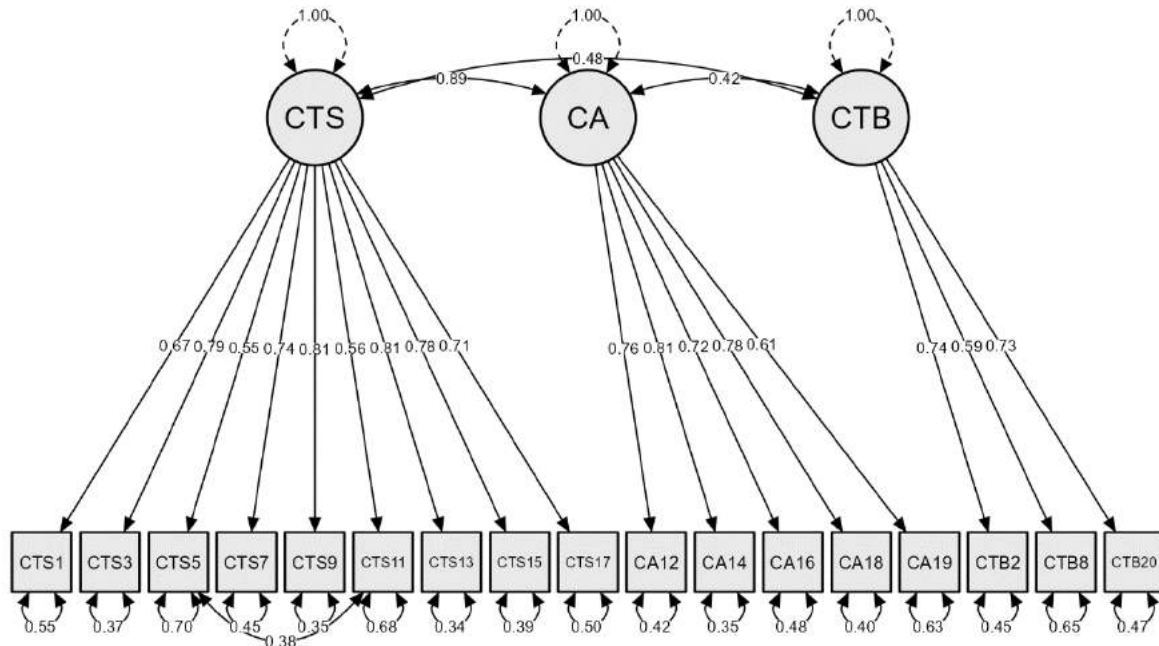 1.00 1.00 1.00
0.48
0.89 0.42
CTS CA CTB
0.67 0.79 0.55 0.74 0.81 0.56 0.81 0.78 0.71 0.76 0.81 0.72 0.78 0.61 0.74 0.59 0.73
CTS1 CTS3 CTS5 CTS7 CTS9 CTS11 CTS13 CTS15 CTS17 CA12 CA14 CA16 CA18 CA19 CTB2 CTB8 CTB20
0.55 0.37 0.70 0.45 0.35 0.68 0.34 0.39 0.50 0.42 0.35 0.48 0.40 0.63 0.45 0.65 0.47
0.38